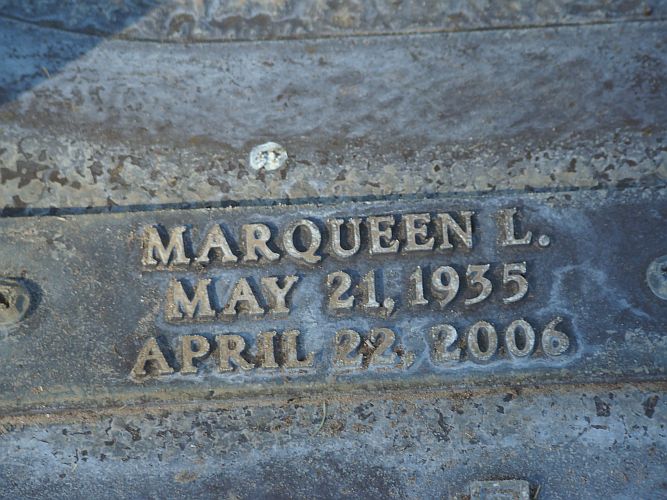 MARQUEEN L.
MAY 21, 1935
APRIL 22, 2006